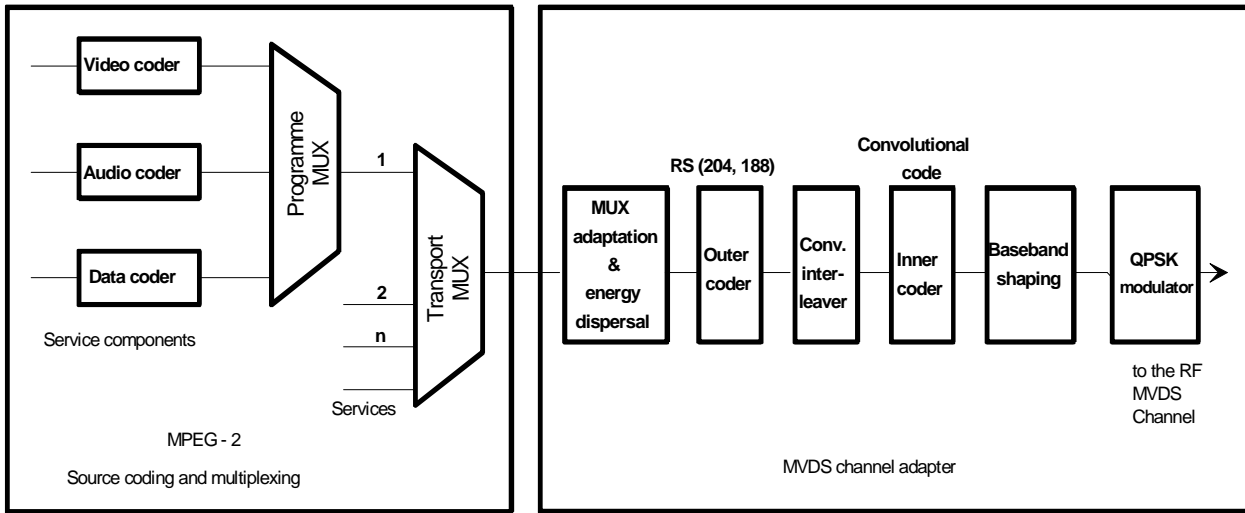 Video coder
Audio coder
Data coder
Service components
Programme
MUX
1
2
n
Services
Transport
MUX
MPEG - 2
Source coding and multiplexing
MUX
adaptation
&
energy
dispersal
RS (204, 188)
Outer
coder
Conv.
inter-
leaver
Convolutional
code
Inner
coder
Baseband
shaping
QPSK
modulator
to the RF
MVDS
Channel
MVDS channel adapter